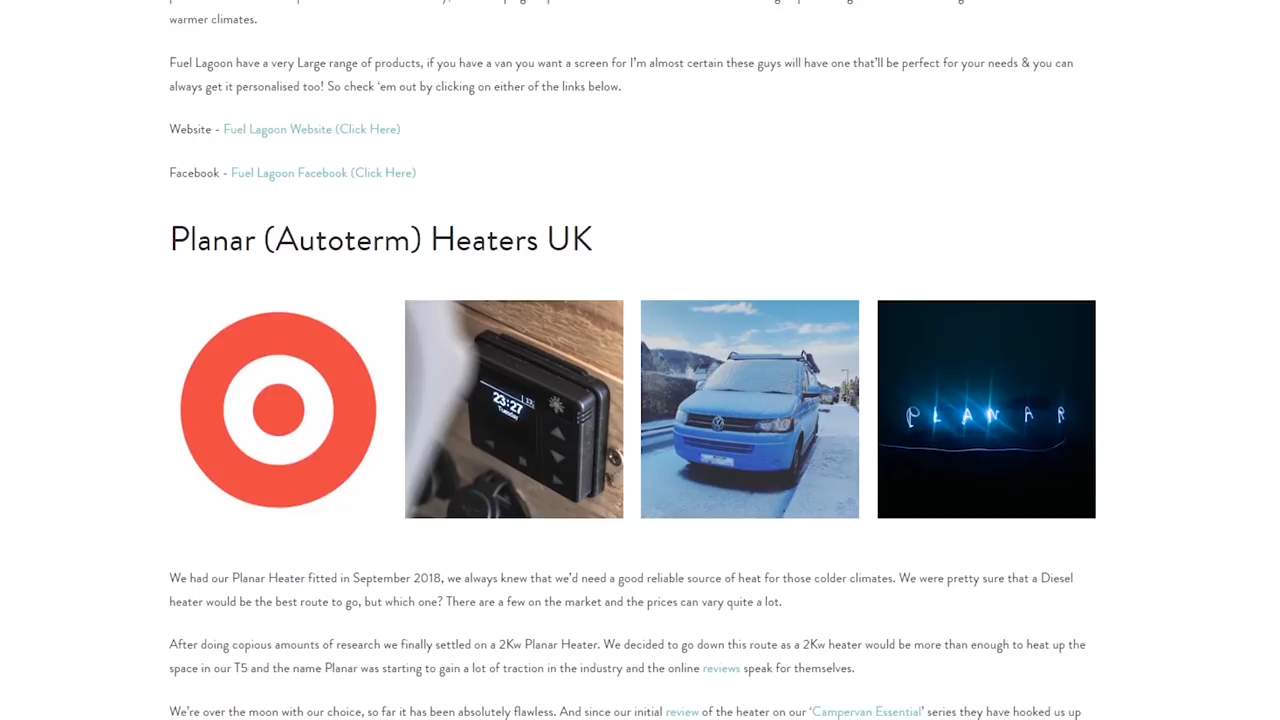 warmer climates.
Fuel Lagoon have a very Large range of products, if you have a van you want a screen for I'm almost certain these guys will have one that'll be perfect for your needs & you can
always get it personalised too! So check 'em out by clicking on either of the links below.
Website - Fuel Lagoon Website (Click Here)
Facebook - Fuel Lagoon Facebook (Click Here)
Planar (Autoterm) Heaters UK
23:27
Tuesday
PLANAR
We had our Planar Heater fitted in September 2018, we always knew that we'd need a good reliable source of heat for those colder climates. We were pretty sure that a Diesel
heater would be the best route to go, but which one? There are a few on the market and the prices can vary quite a lot.
After doing copious amounts of research we finally settled on a 2Kw Planar Heater. We decided to go down this route as a 2Kw heater would be more than enough to heat up the
space in our T5 and the name Planar was starting to gain a lot of traction in the industry and the online reviews speak for themselves.
We're over the moon with our choice, so far it has been absolutely flawless. And since our initial review of the heater on our 'Campervan Essential' series they have hooked us up